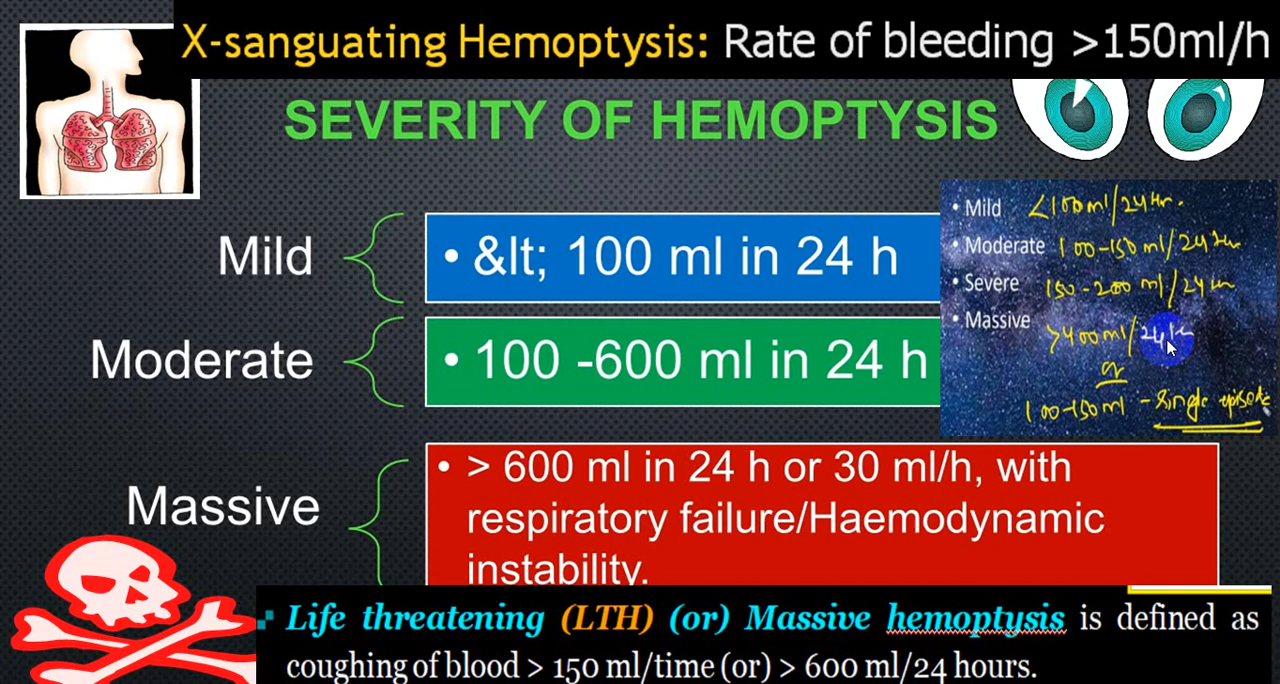 X-sanguating Hemoptysis: Rate of bleeding >150ml/h
SEVERITY OF HEMOPTYSIS
Mild
• &lt; 100 ml in 24 h
Moderate
• 100 -600 ml in 24 h
Massive
• > 600 ml in 24 h or 30 ml/h, with
respiratory failure/Haemodynamic
instability.
• Mild <100ml/24Hr.
• Moderate 100-150 ml/24Hr
• Severe 150-200 ml/24Hr
• Massive >400ml/24Hr
or
100-150ml - Single episode
Life threatening (LTH) (or) Massive hemoptysis is defined as
coughing of blood > 150 ml/time (or) > 600 ml/24 hours.